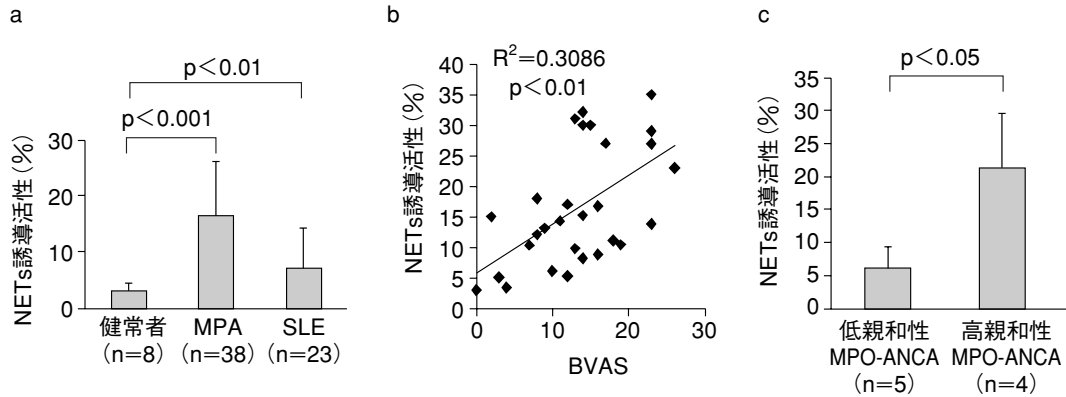 a
p＜0.01
p＜0.001
NETs誘導活性（％）
30
20
10
0
健常者
（n＝8）
MPA
（n＝38）
SLE
（n＝23）
b
R²＝0.3086
p＜0.01
NETs誘導活性（％）
40
35
30
25
20
15
10
5
0
0
10
20
30
BVAS
c
p＜0.05
NETs誘導活性（％）
35
30
25
20
15
10
5
0
低親和性
MPO-ANCA
（n＝5）
高親和性
MPO-ANCA
（n＝4）